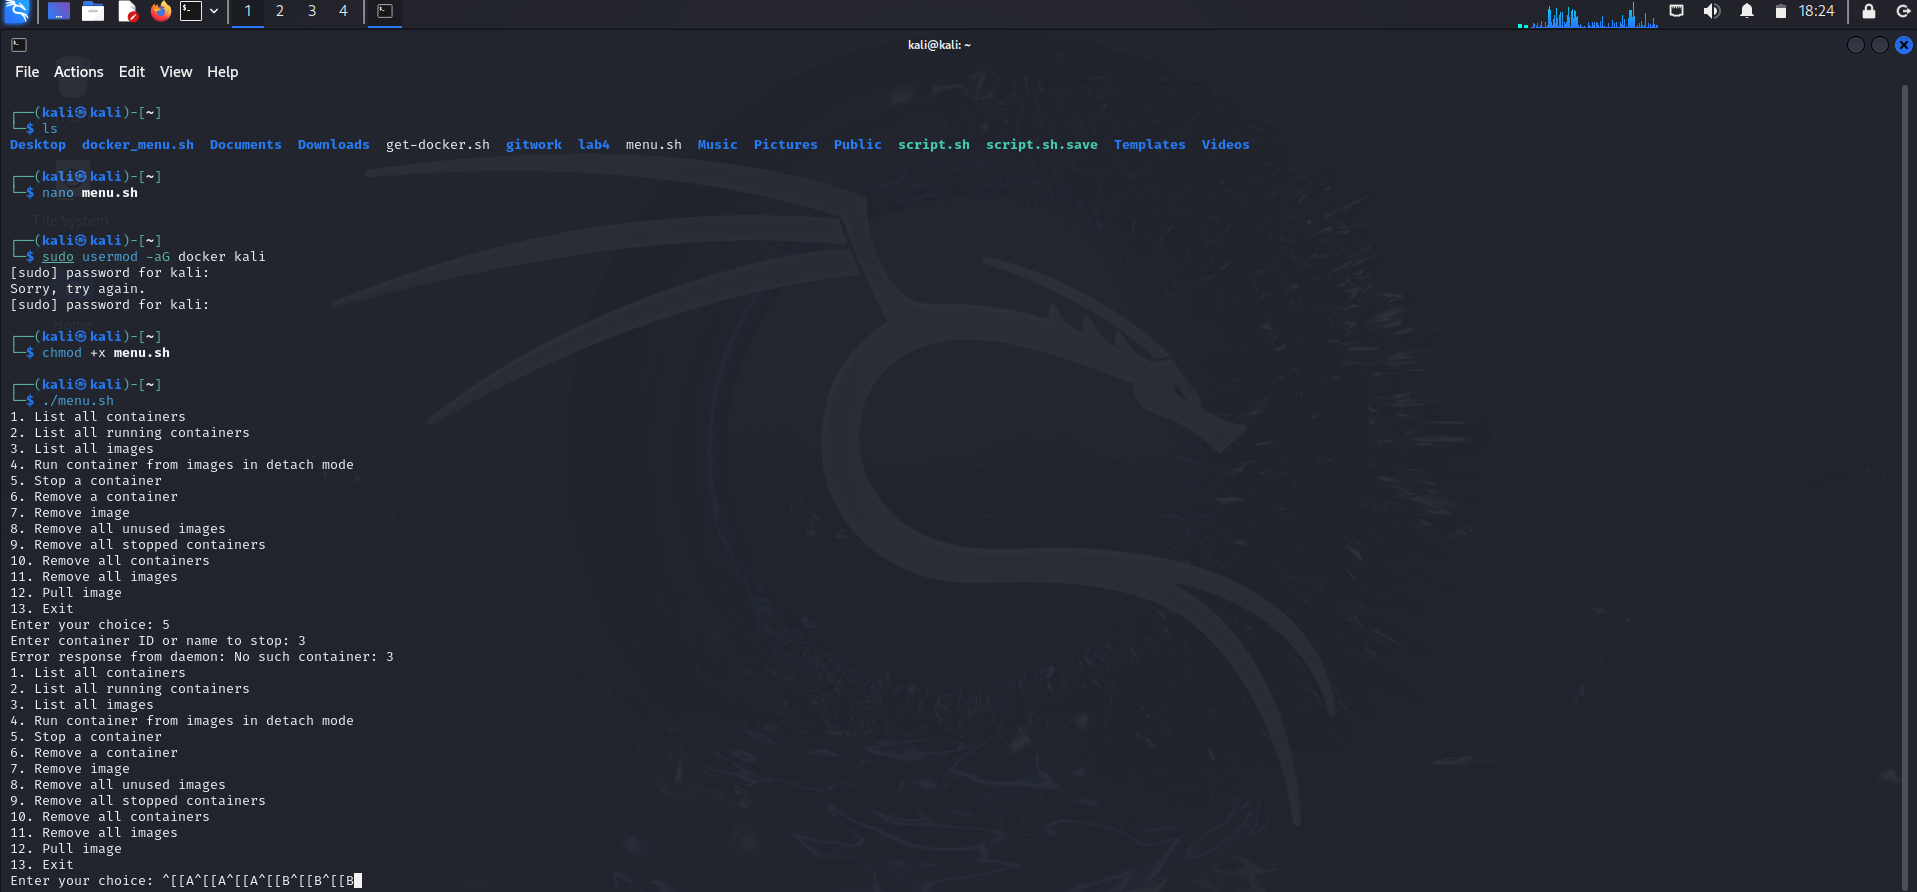 1 2 3 4 18:24
kali@kali: ~
File Actions Edit View Help
┌──(kali㉿kali)-[~]
└─$ ls
Desktop docker_menu.sh Documents Downloads get-docker.sh gitwork lab4 menu.sh Music Pictures Public script.sh script.sh.save Templates Videos
┌──(kali㉿kali)-[~]
└─$ nano menu.sh
File System
┌──(kali㉿kali)-[~]
└─$ sudo usermod -aG docker kali
[sudo] password for kali:
Sorry, try again.
[sudo] password for kali:
Home
┌──(kali㉿kali)-[~]
└─$ chmod +x menu.sh
┌──(kali㉿kali)-[~]
└─$ ./menu.sh
1. List all containers
2. List all running containers
3. List all images
4. Run container from images in detach mode
5. Stop a container
6. Remove a container
7. Remove image
8. Remove all unused images
9. Remove all stopped containers
10. Remove all containers
11. Remove all images
12. Pull image
13. Exit
Enter your choice: 5
Enter container ID or name to stop: 3
Error response from daemon: No such container: 3
1. List all containers
2. List all running containers
3. List all images
4. Run container from images in detach mode
5. Stop a container
6. Remove a container
7. Remove image
8. Remove all unused images
9. Remove all stopped containers
10. Remove all containers
11. Remove all images
12. Pull image
13. Exit
Enter your choice: ^[[A^[[A^[[A^[[B^[[B^[[B